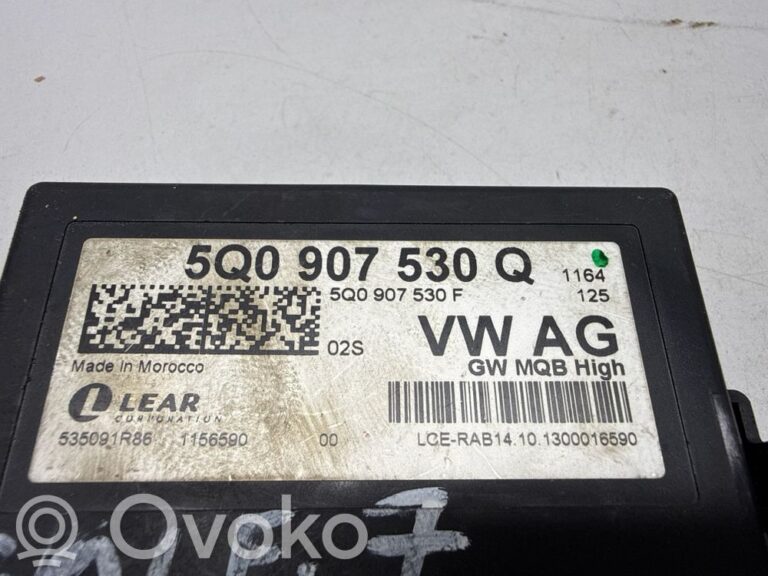 5Q0 907 530 Q
1164
5Q0 907 530 F
125
02S
VW AG
GW MQB High
Made in Morocco
LEAR
CORPORATION
535091R86 1156590 00
LCE-RAB14.10.1300016590
7
Ovoko